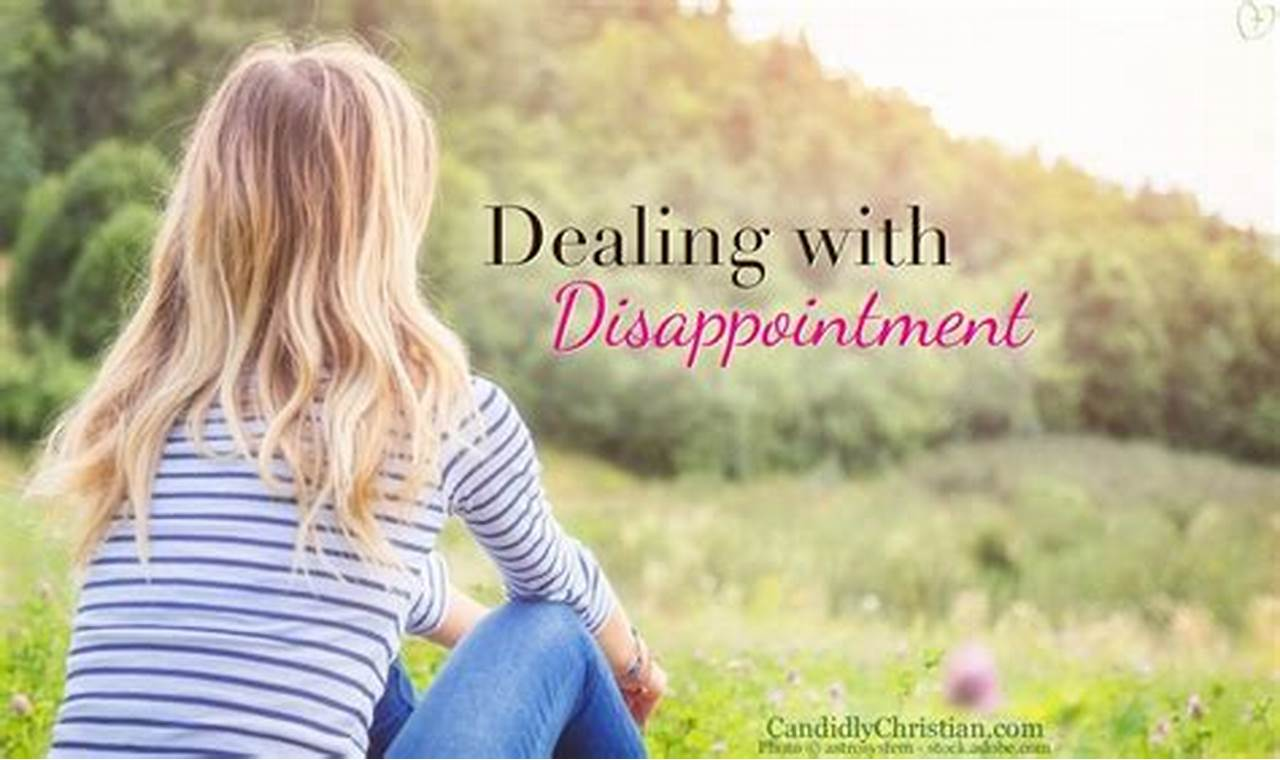 Dealing with
Disappointment
CandidlyChristian.com
Photo © astrosystem - stock.adobe.com